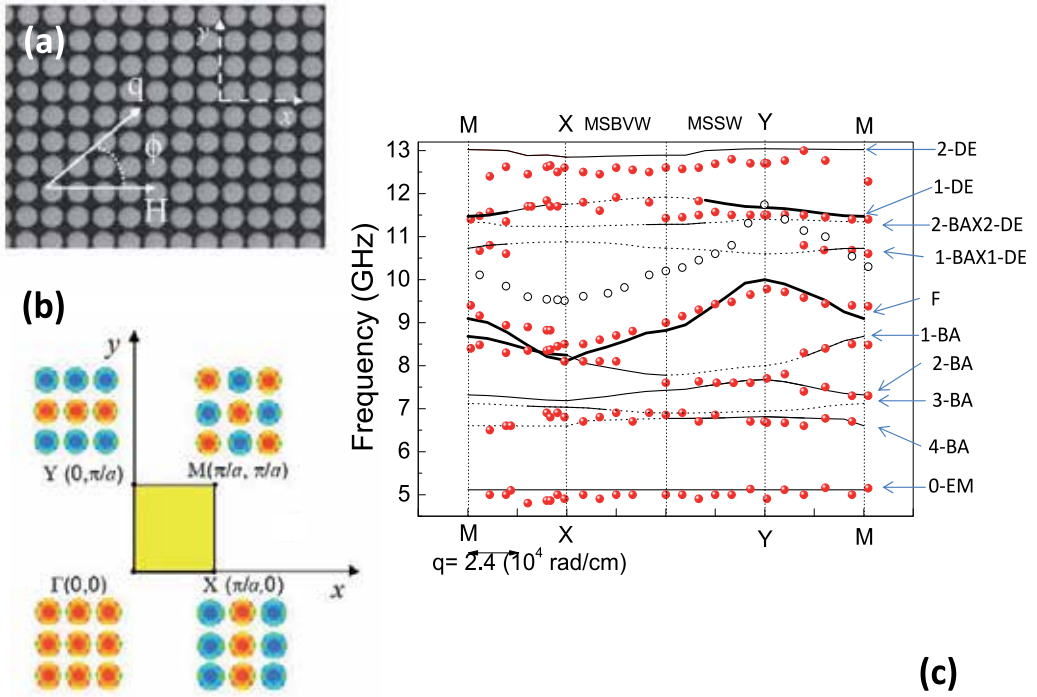 (a)
y
q
x
ϕ
H
(b)
y
Y (0,π/a)
M(π/a, π/a)
Γ(0,0)
X (π/a,0)
x
M X MSBVW MSSW Y M
Frequency (GHz)
13
12
11
10
9
8
7
6
5
2-DE
1-DE
2-BAX2-DE
1-BAX1-DE
F
1-BA
2-BA
3-BA
4-BA
0-EM
M X Y M
q= 2.4 (10⁴ rad/cm)
(c)